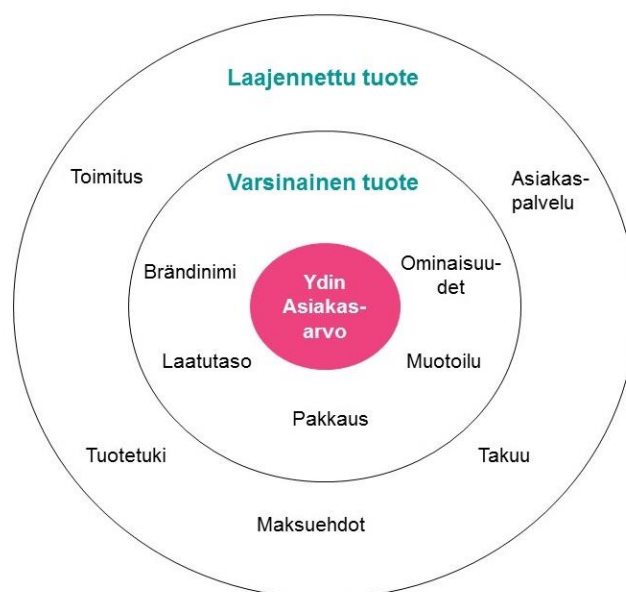 Laajennettu tuote
Toimitus
Asiakas-
palvelu
Varsinainen tuote
Brändinimi
Ominaisuu-
det
Ydin
Asiakas-
arvo
Laatutaso
Muotoilu
Pakkaus
Tuotetuki
Takuu
Maksuehdot